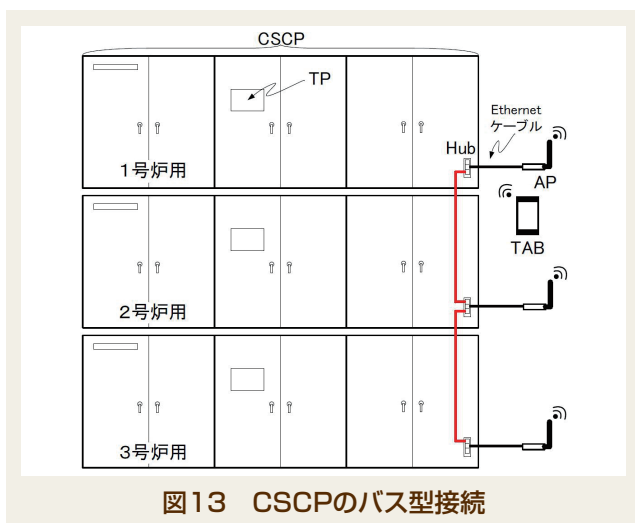 CSCP
TP
Ethernet
ケーブル
Hub
1号炉用
AP
TAB
2号炉用
3号炉用
図13 CSCPのバス型接続